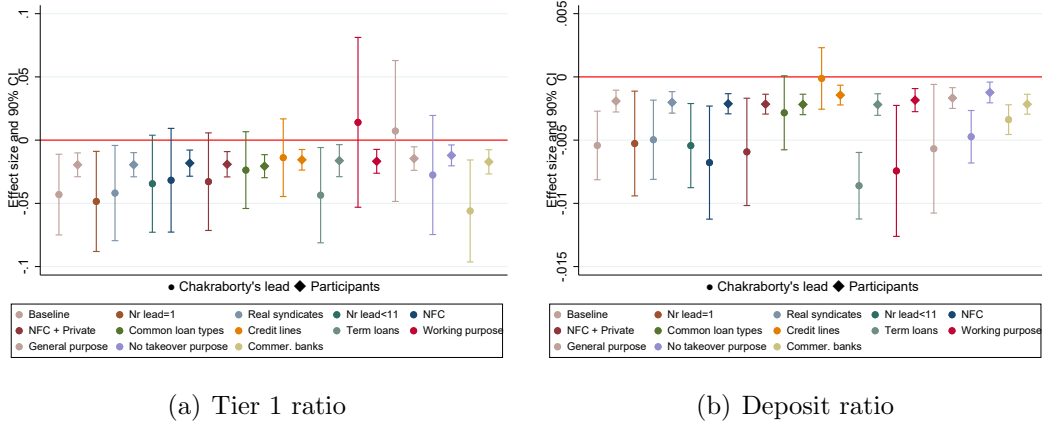 .1
.05
0
-.05
-.1
Effect size and 90% CI
● Chakraborty's lead ◆ Participants
Baseline Nr lead=1 Real syndicates Nr lead<11 NFC
NFC + Private Common loan types Credit lines Term loans Working purpose
General purpose No takeover purpose Commer. banks
(a) Tier 1 ratio
.005
0
-.005
-.01
-.015
Effect size and 90% CI
● Chakraborty's lead ◆ Participants
Baseline Nr lead=1 Real syndicates Nr lead<11 NFC
NFC + Private Common loan types Credit lines Term loans Working purpose
General purpose No takeover purpose Commer. banks
(b) Deposit ratio